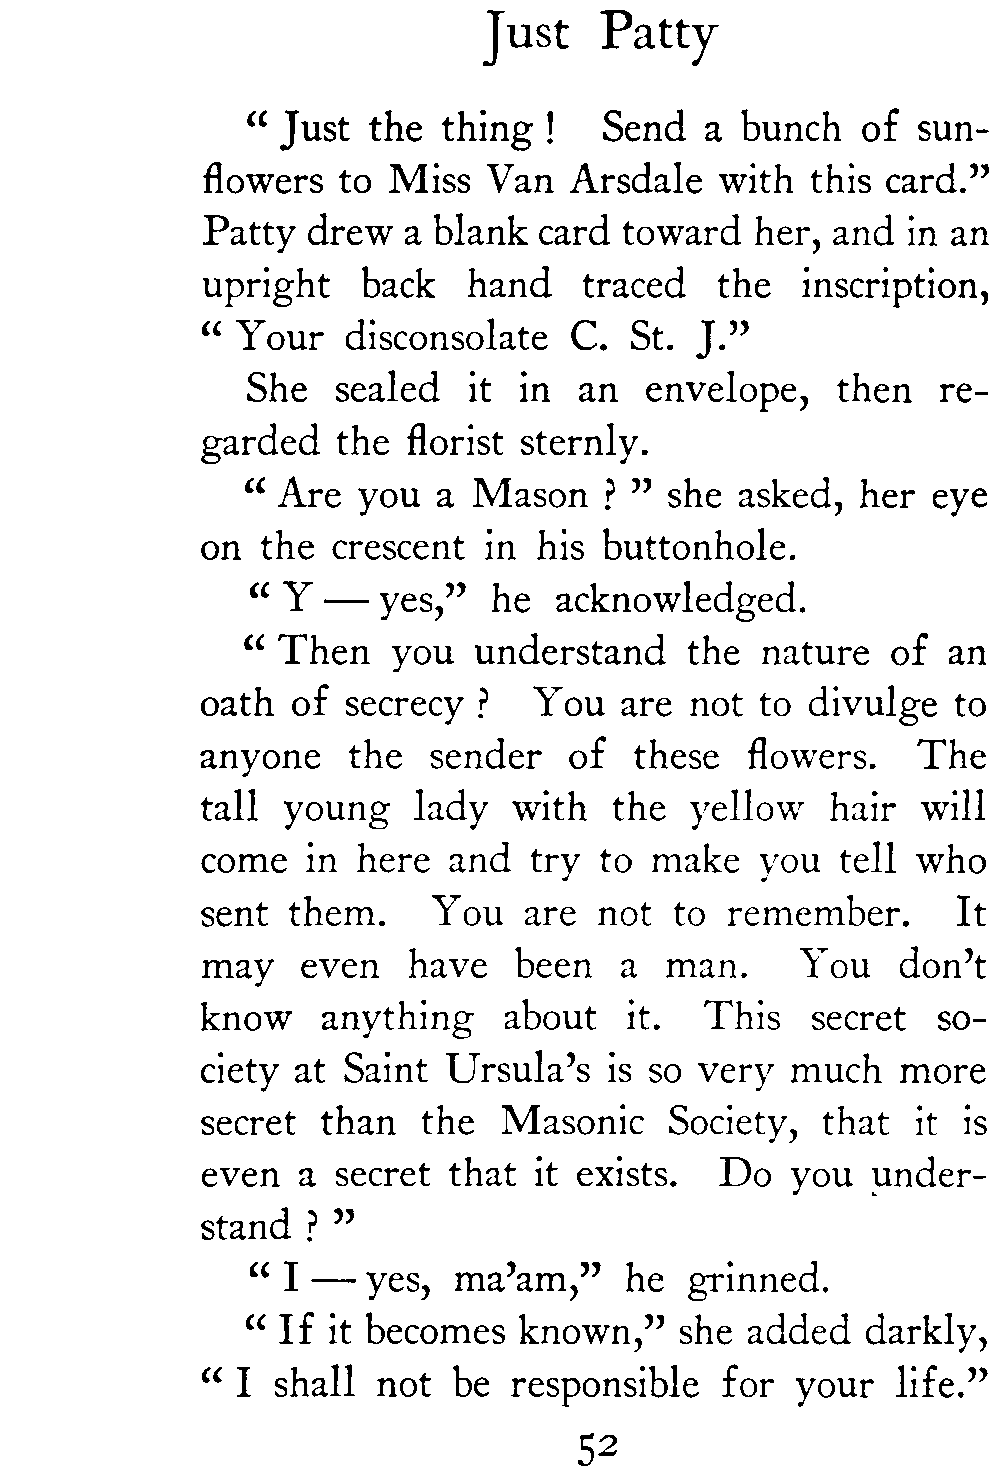 Just Patty
“ Just the thing ! Send a bunch of sun-
flowers to Miss Van Arsdale with this card.”
Patty drew a blank card toward her, and in an
upright back hand traced the inscription,
“ Your disconsolate C. St. J.”
She sealed it in an envelope, then re-
garded the florist sternly.
“ Are you a Mason ? ” she asked, her eye
on the crescent in his buttonhole.
“ Y — yes,” he acknowledged.
“ Then you understand the nature of an
oath of secrecy ? You are not to divulge to
anyone the sender of these flowers. The
tall young lady with the yellow hair will
come in here and try to make you tell who
sent them. You are not to remember. It
may even have been a man. You don’t
know anything about it. This secret so-
ciety at Saint Ursula’s is so very much more
secret than the Masonic Society, that it is
even a secret that it exists. Do you under-
stand ? ”
“ I — yes, ma’am,” he grinned.
“ If it becomes known,” she added darkly,
“ I shall not be responsible for your life.”
52